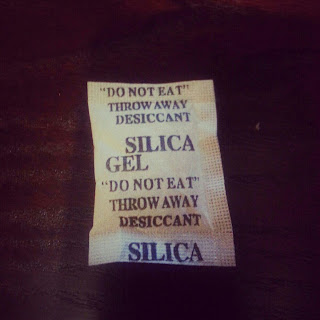 "DO NOT EAT"
THROW AWAY
DESICCANT
SILICA
GEL
"DO NOT EAT"
THROW AWAY
DESICCANT
SILICA